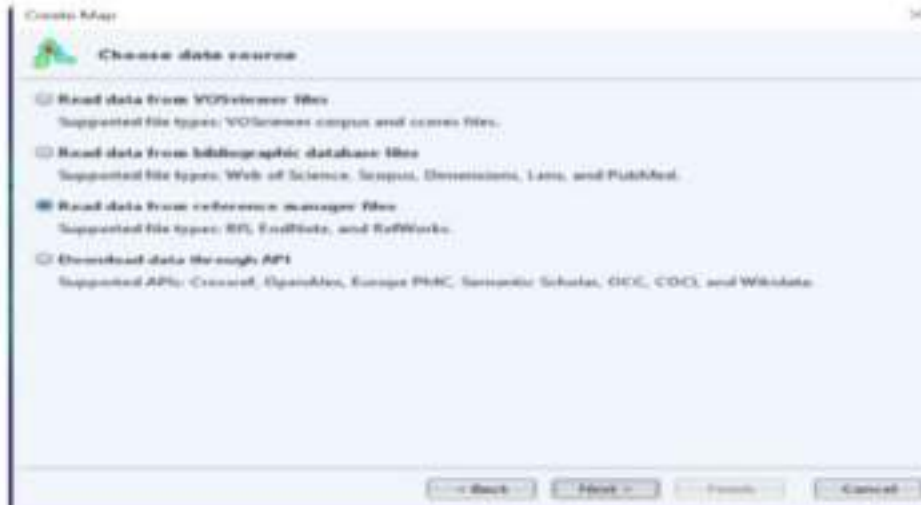 Create Map
Choose data source
Read data from VOSviewer files
Supported file types: VOSviewer corpus and scores files.
Read data from bibliographic database files
Supported file types: Web of Science, Scopus, Dimensions, Lens, and PubMed.
Read data from reference manager files
Supported file types: RIS, EndNote, and RefWorks.
Download data through API
Supported APIs: Crossref, OpenAlex, Europe PMC, Semantic Scholar, OCC, COCI, and Wikidata.
< Back
Next >
Finish
Cancel